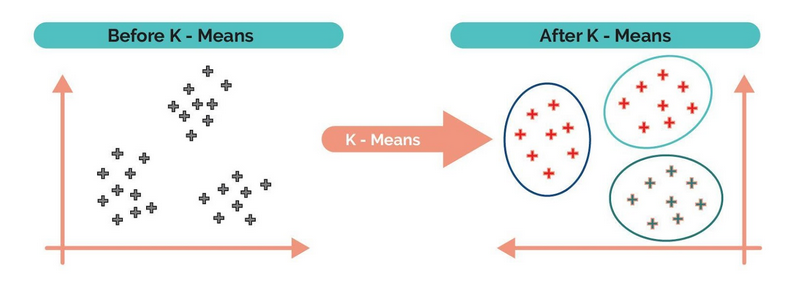 Before K - Means
After K - Means
K - Means